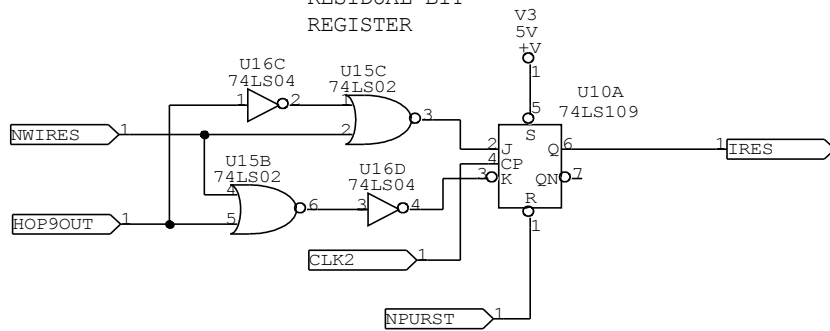 RESIDUAL BIT
REGISTER
V3
5V
+V
1
U16C
74LS04
1 2
U15C
74LS02
1
2
3
U10A
74LS109
5
S
NWIRES 1
2 J Q 6
4 CP
3 K QN 7
R
1
1 IRES
U15B
74LS02
4
5
6
U16D
74LS04
3 4
HOP9OUT 1
CLK2 1
NPURST 1